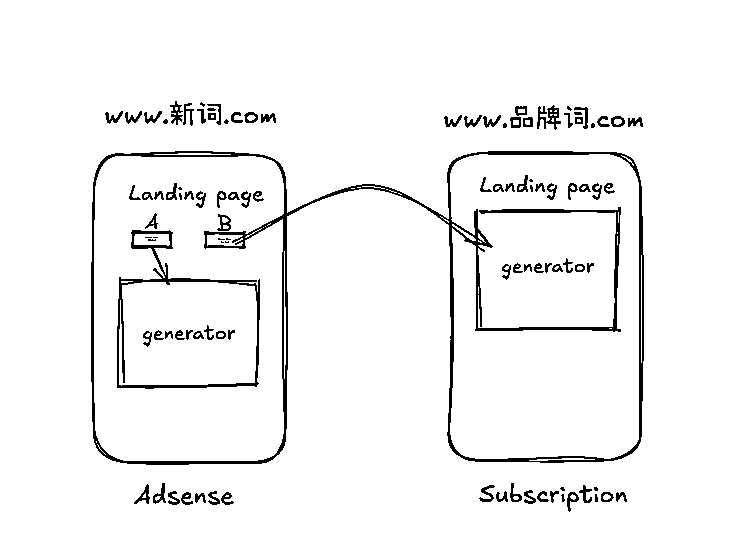 www.新词.com
Landing page
A
B
generator
Adsense
www.品牌词.com
Landing page
generator
Subscription